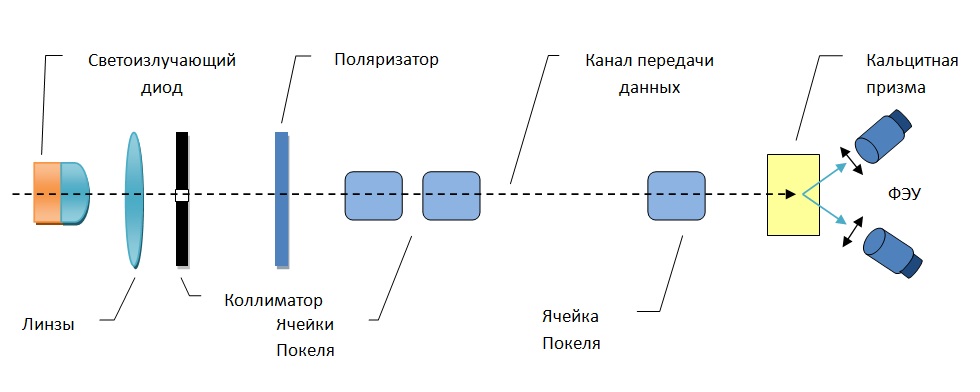 Светоизлучающий
диод
Поляризатор
Канал передачи
данных
Кальцитная
призма
ФЭУ
Линзы
Коллиматор
Ячейки
Покеля
Ячейка
Покеля